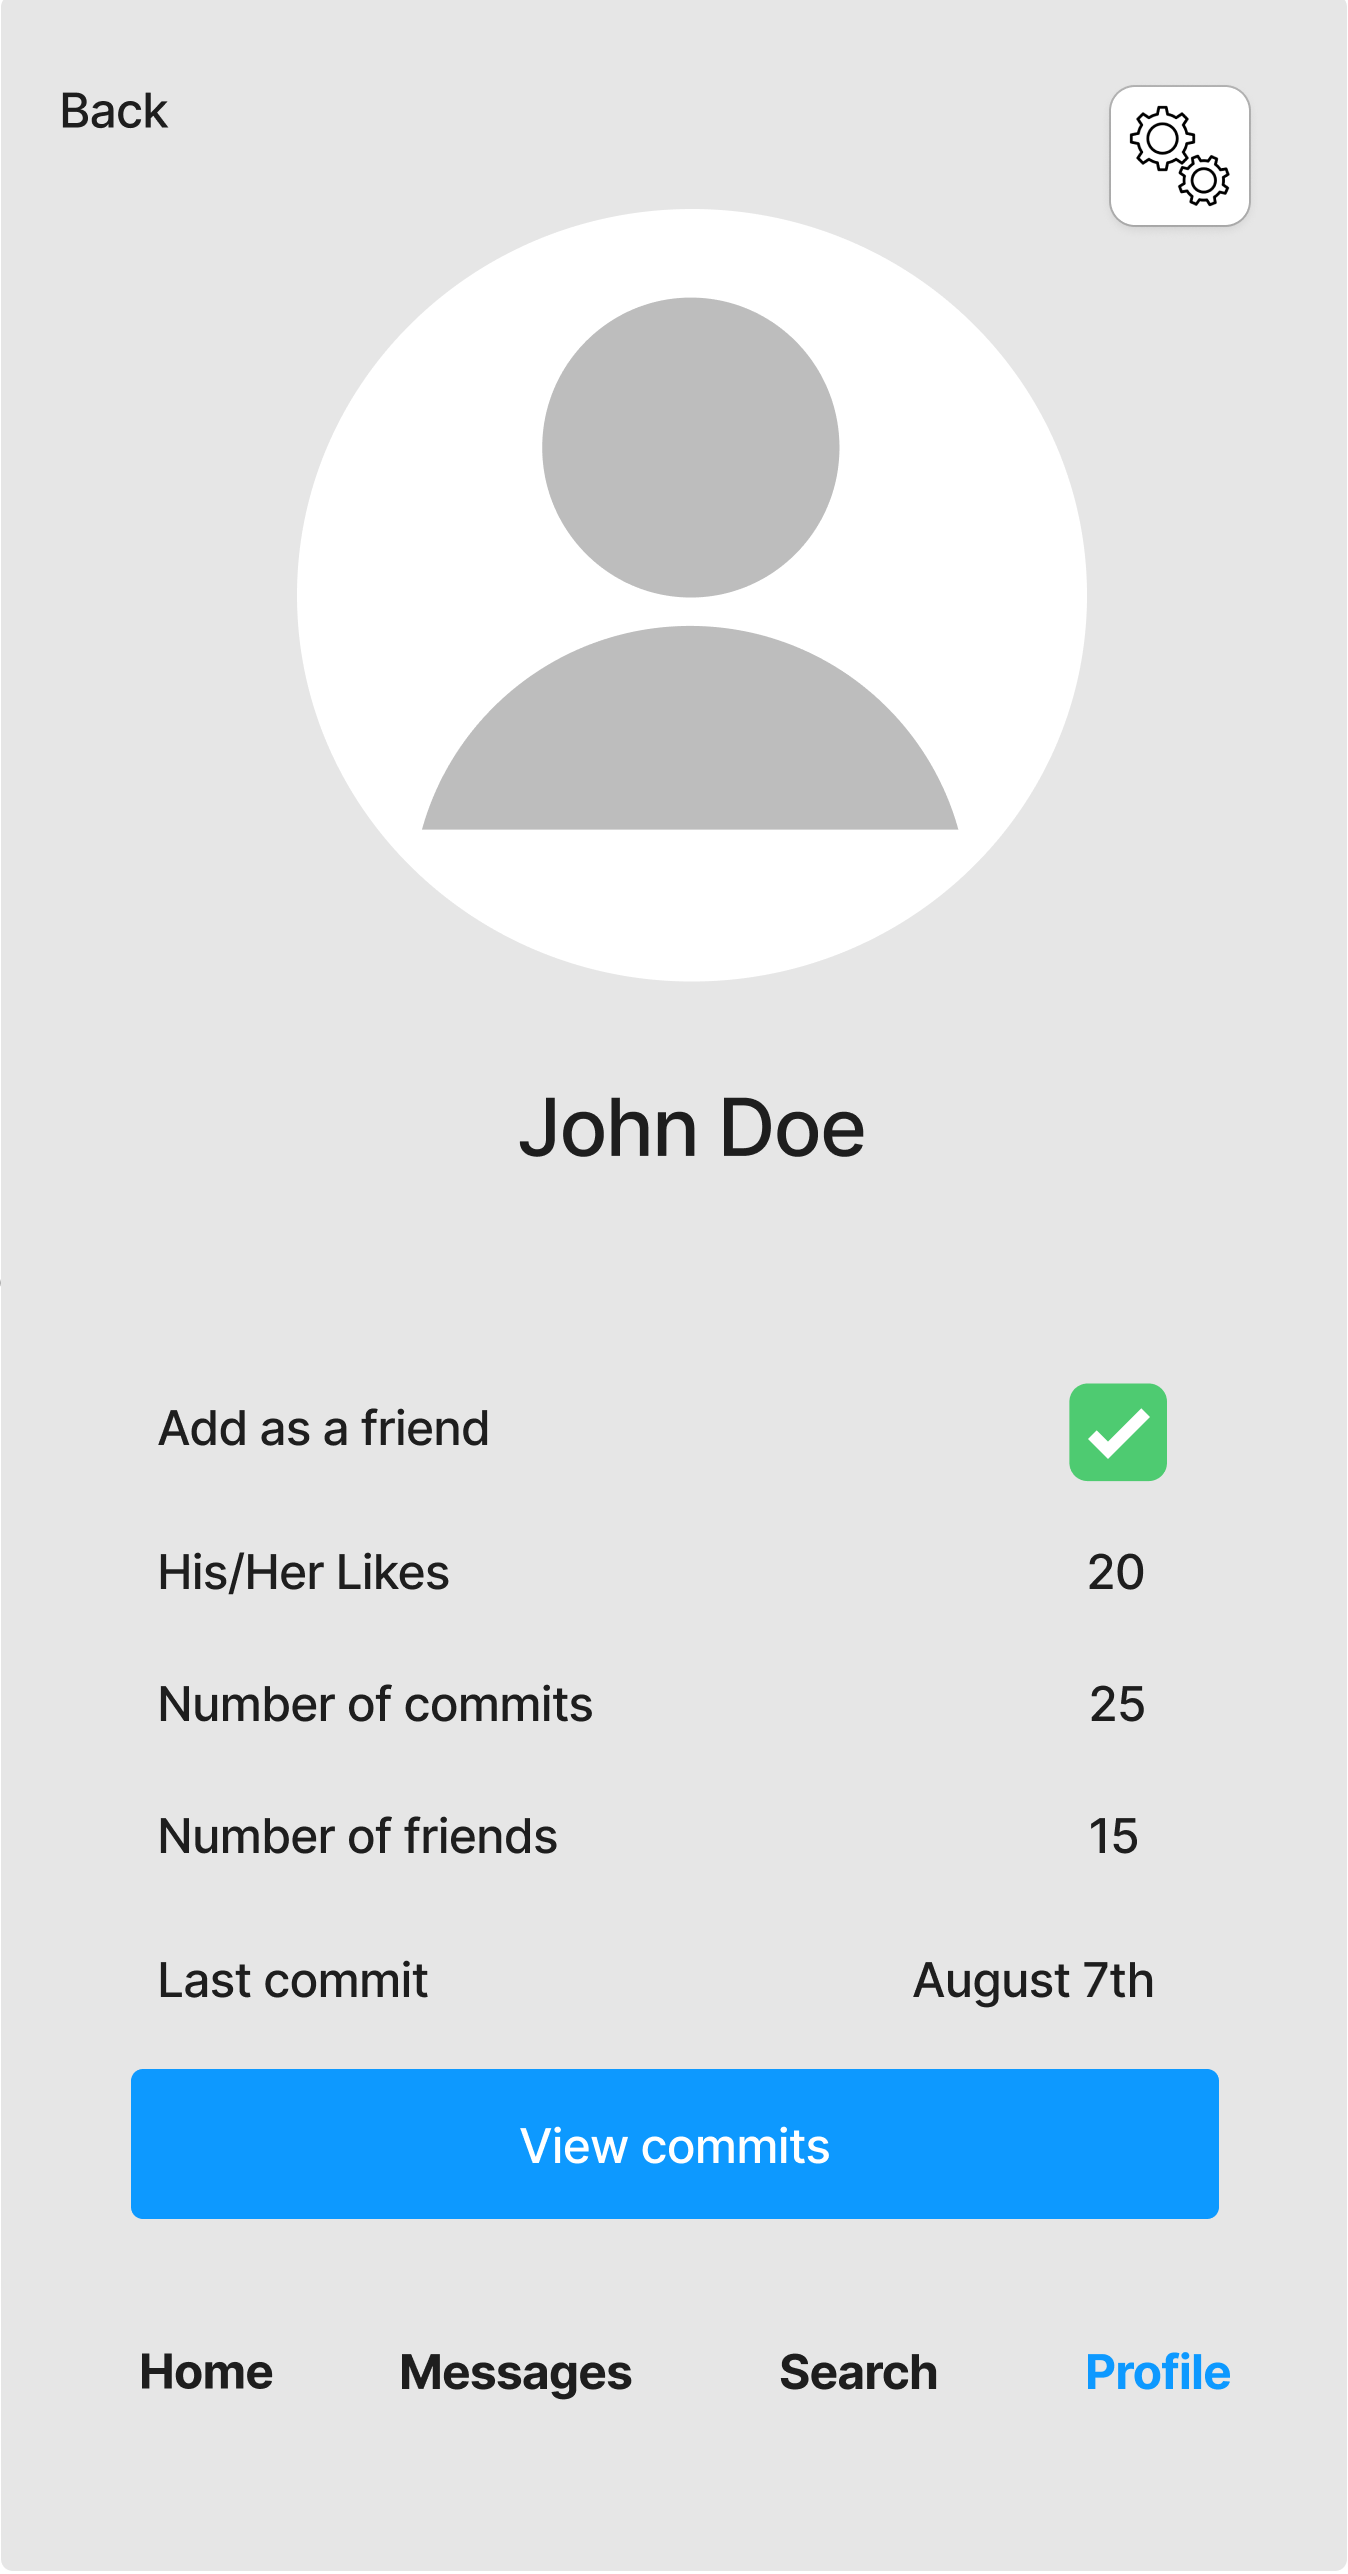 Back
John Doe
Add as a friend
His/Her Likes 20
Number of commits 25
Number of friends 15
Last commit August 7th
View commits
Home Messages Search Profile